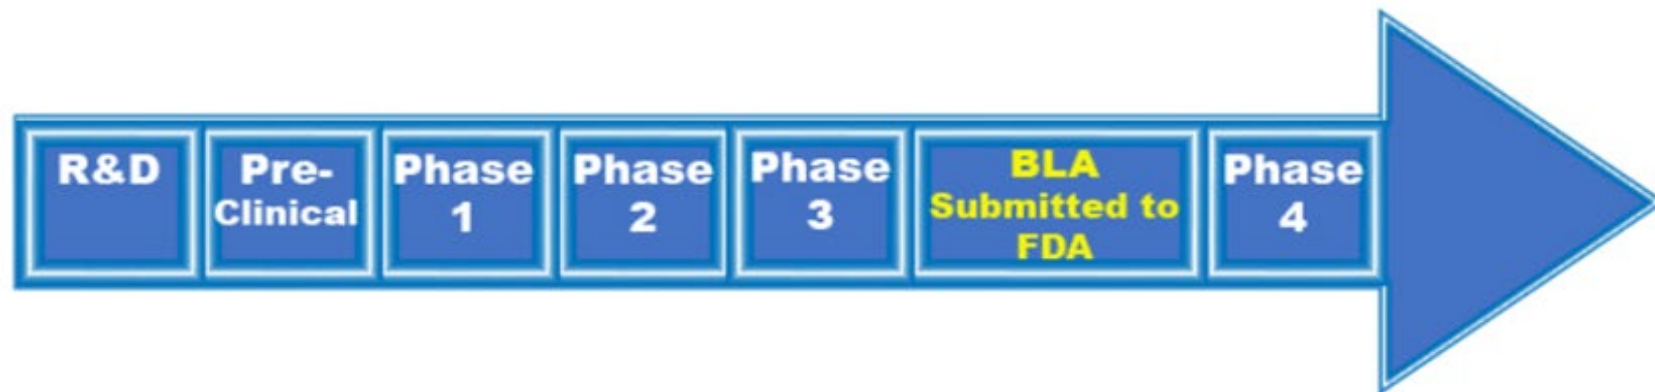 R&D
Pre-
Clinical
Phase
1
Phase
2
Phase
3
BLA
Submitted to
FDA
Phase
4